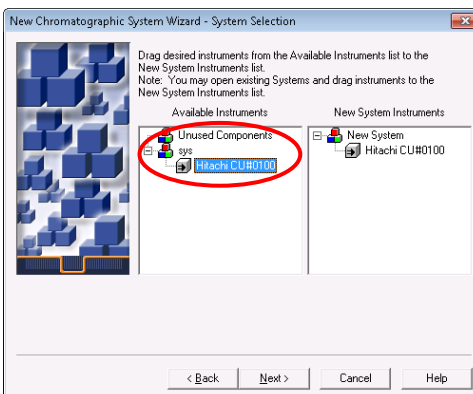 New Chromatographic System Wizard - System Selection
Drag desired instruments from the Available Instruments list to the
New System Instruments list.
Note: You may open existing Systems and drag instruments to the
New System Instruments list.
Available Instruments
New System Instruments
Unused Components
sys
Hitachi CU#0100
New System
Hitachi CU#0100
< Back
Next >
Cancel
Help